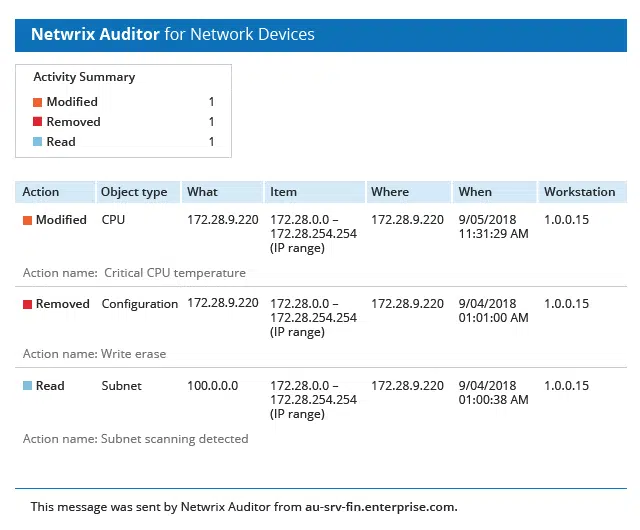 Netwrix Auditor for Network Devices
Activity Summary
Modified 1
Removed 1
Read 1
Action Object type What Item Where When Workstation
Modified CPU 172.28.9.220 172.28.0.0 – 172.28.9.220 9/05/2018 1.0.0.15
172.28.254.254 11:31:29 AM
(IP range)
Action name: Critical CPU temperature
Removed Configuration 172.28.9.220 172.28.0.0 – 172.28.9.220 9/04/2018 1.0.0.15
172.28.254.254 01:01:00 AM
(IP range)
Action name: Write erase
Read Subnet 100.0.0.0 172.28.0.0 – 172.28.9.220 9/04/2018 1.0.0.15
172.28.254.254 01:00:38 AM
(IP range)
Action name: Subnet scanning detected
This message was sent by Netwrix Auditor from au-srv-fin.enterprise.com.